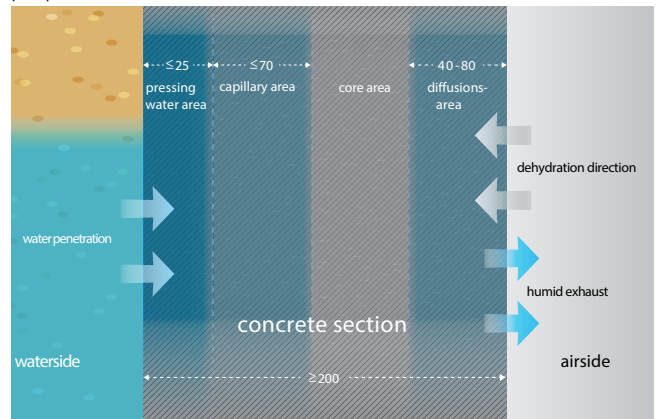 ≤25
≤70
40-80
pressing
water area
capillary area
core area
diffusions-
area
dehydration direction
water penetration
humid exhaust
concrete section
waterside
airside
≥200